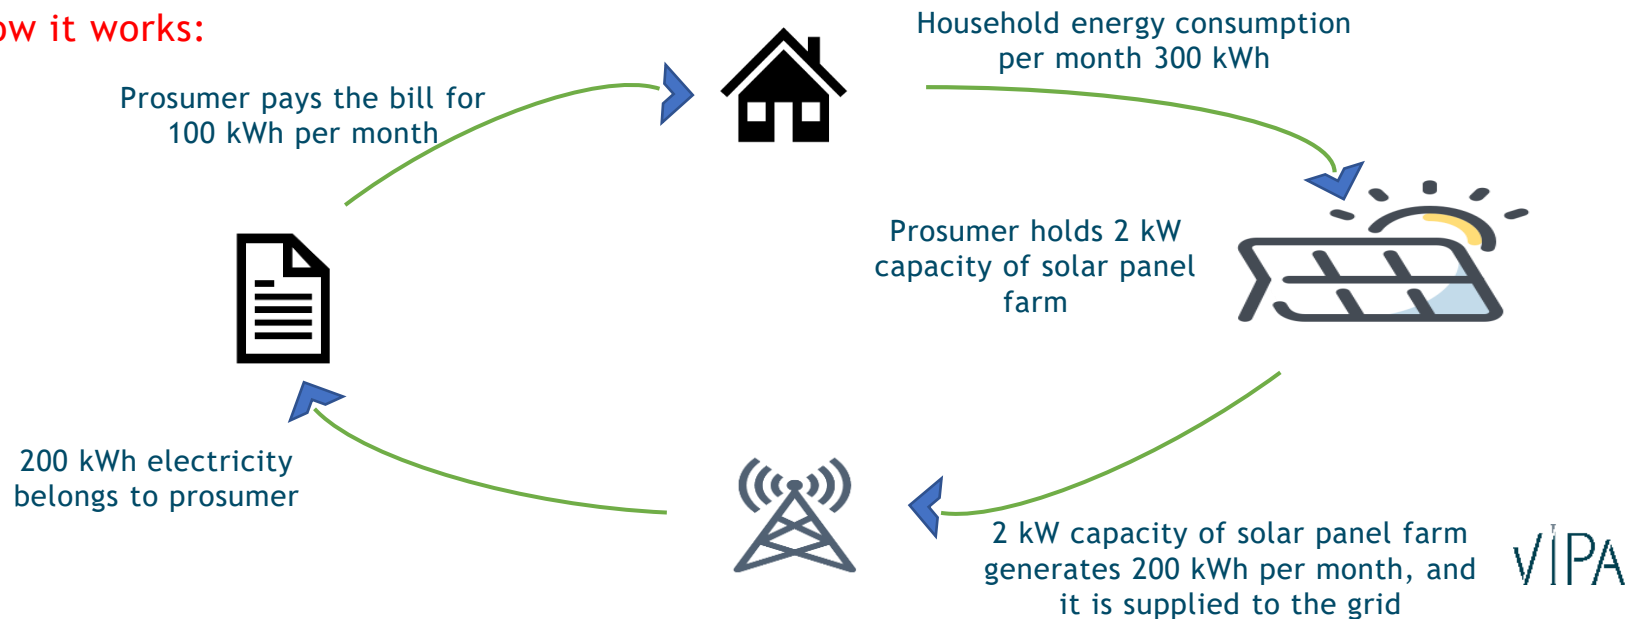 ow it works:
Household energy consumption
per month 300 kWh
Prosumer pays the bill for
100 kWh per month
Prosumer holds 2 kW
capacity of solar panel
farm
200 kWh electricity
belongs to prosumer
2 kW capacity of solar panel farm
generates 200 kWh per month, and
it is supplied to the grid
VIPA